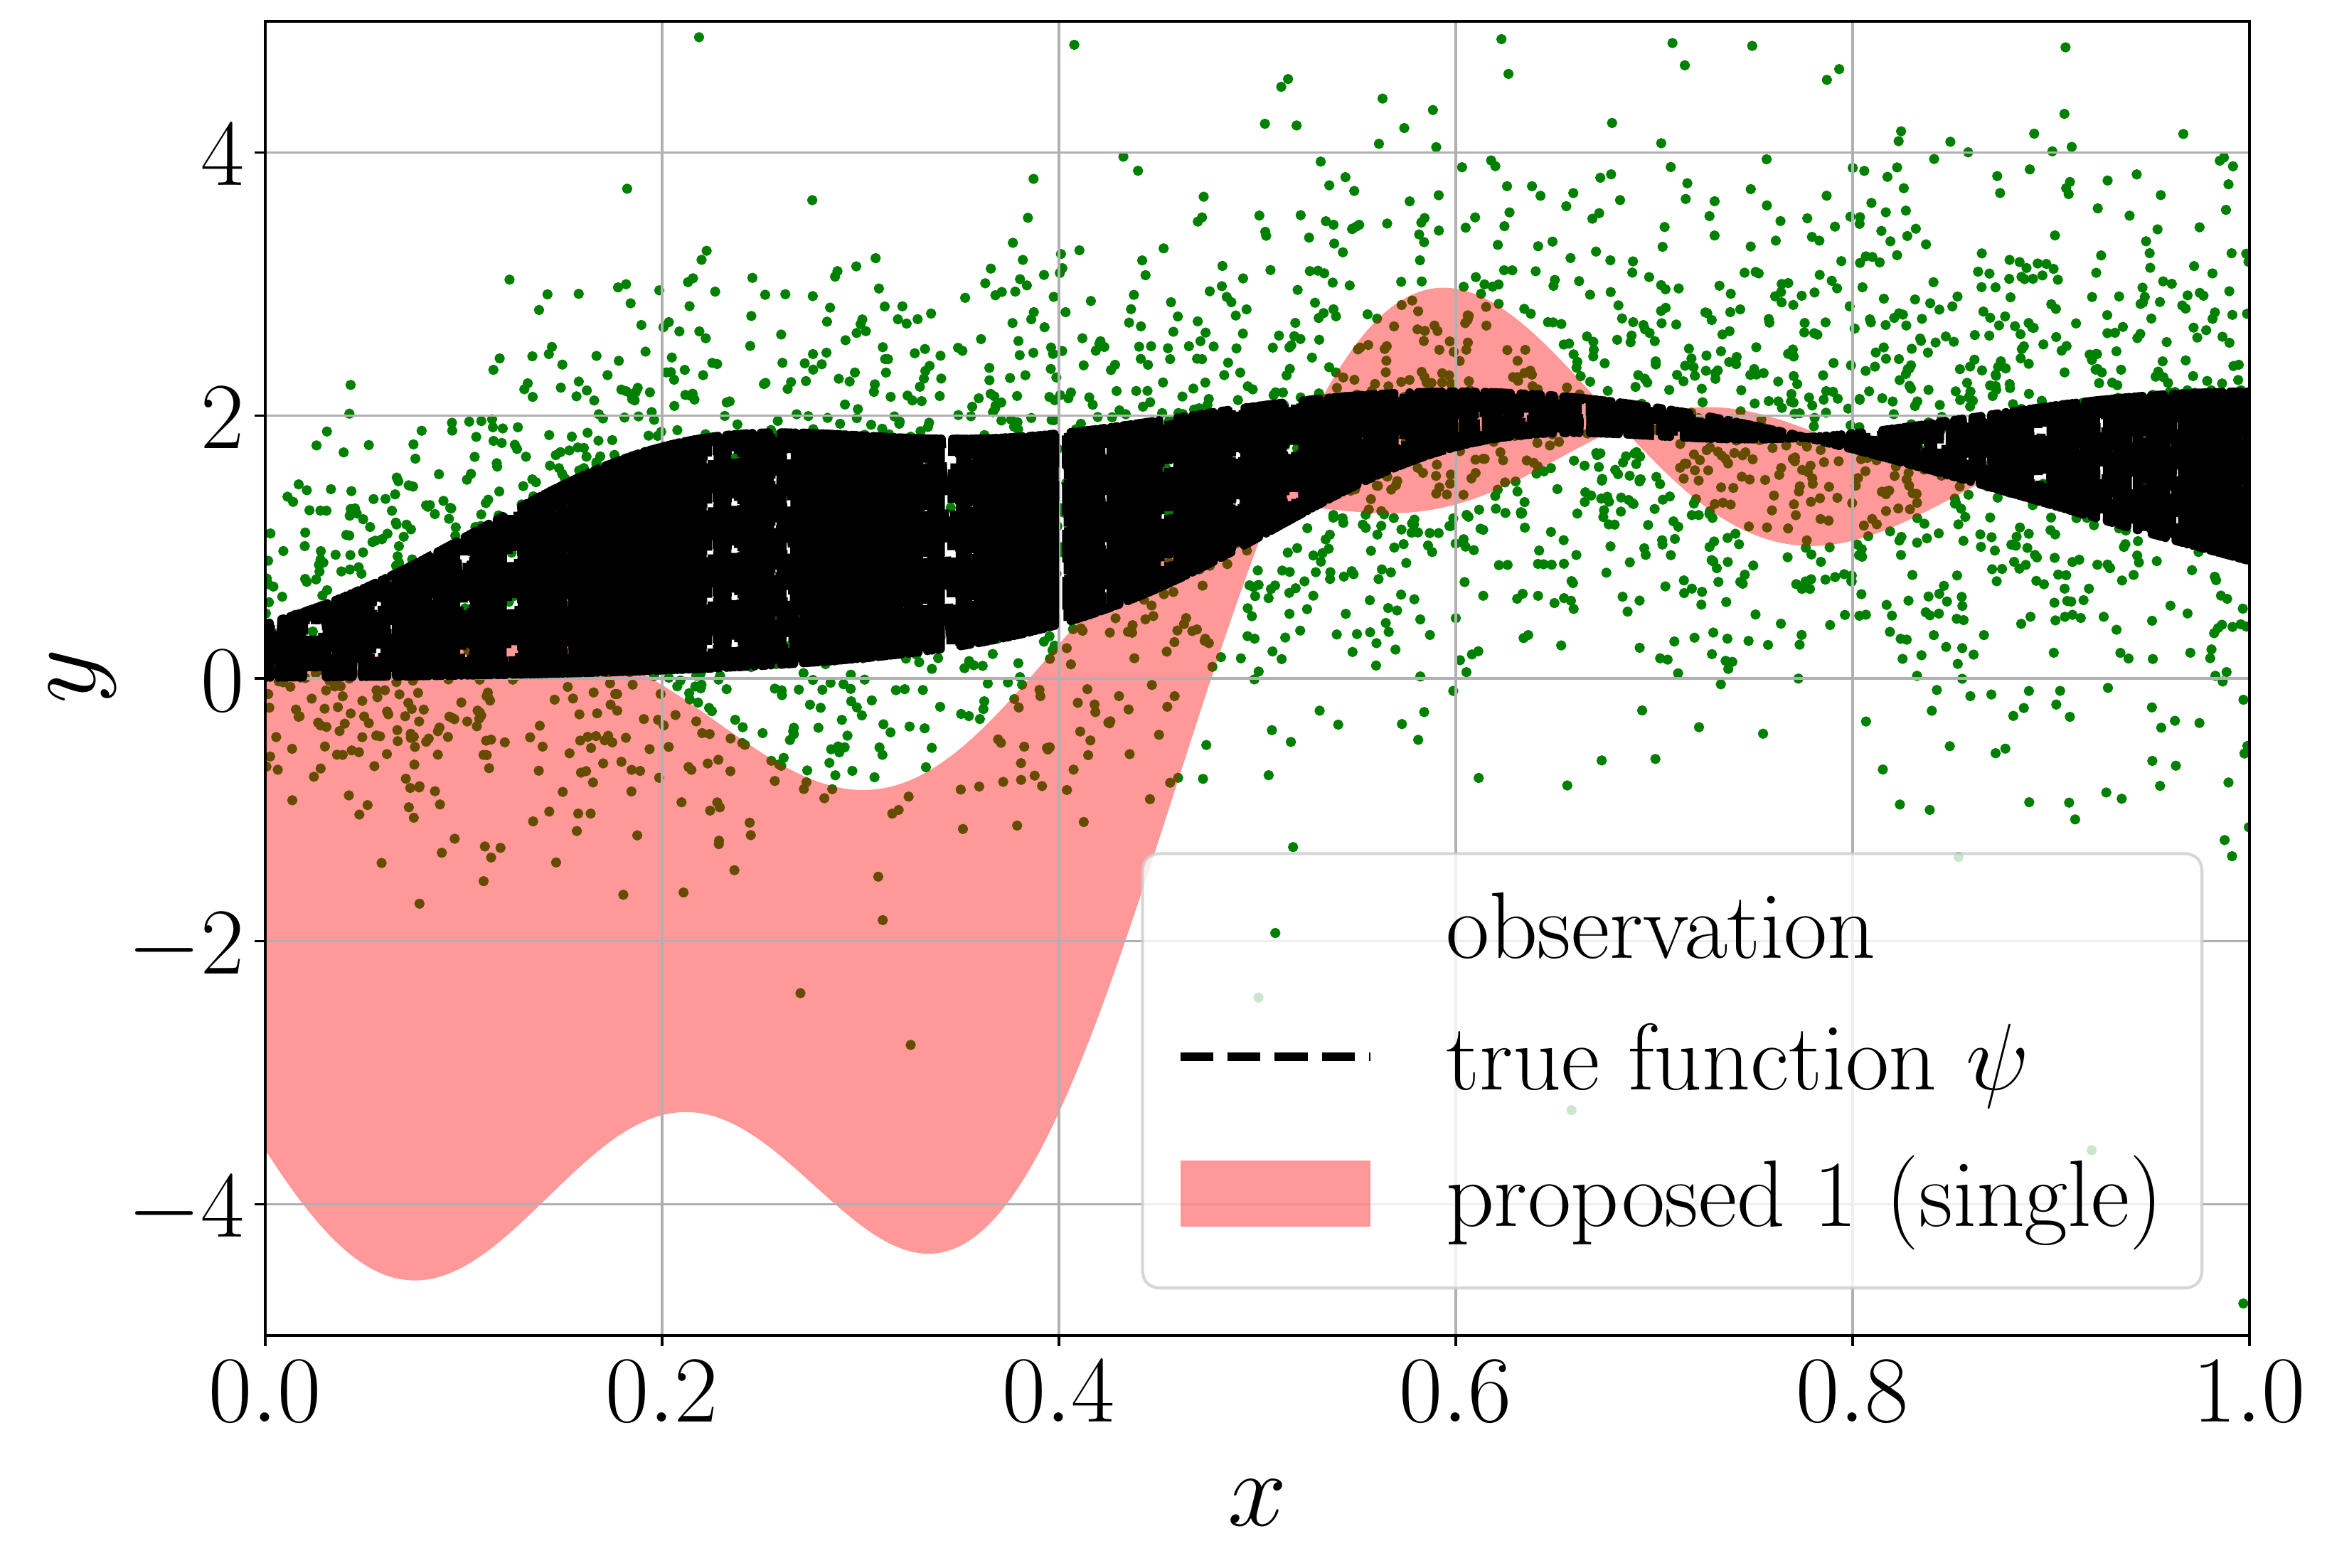 y
4
2
0
−2
−4
0.0 0.2 0.4 0.6 0.8 1.0
x
observation
true function ψ
proposed 1 (single)